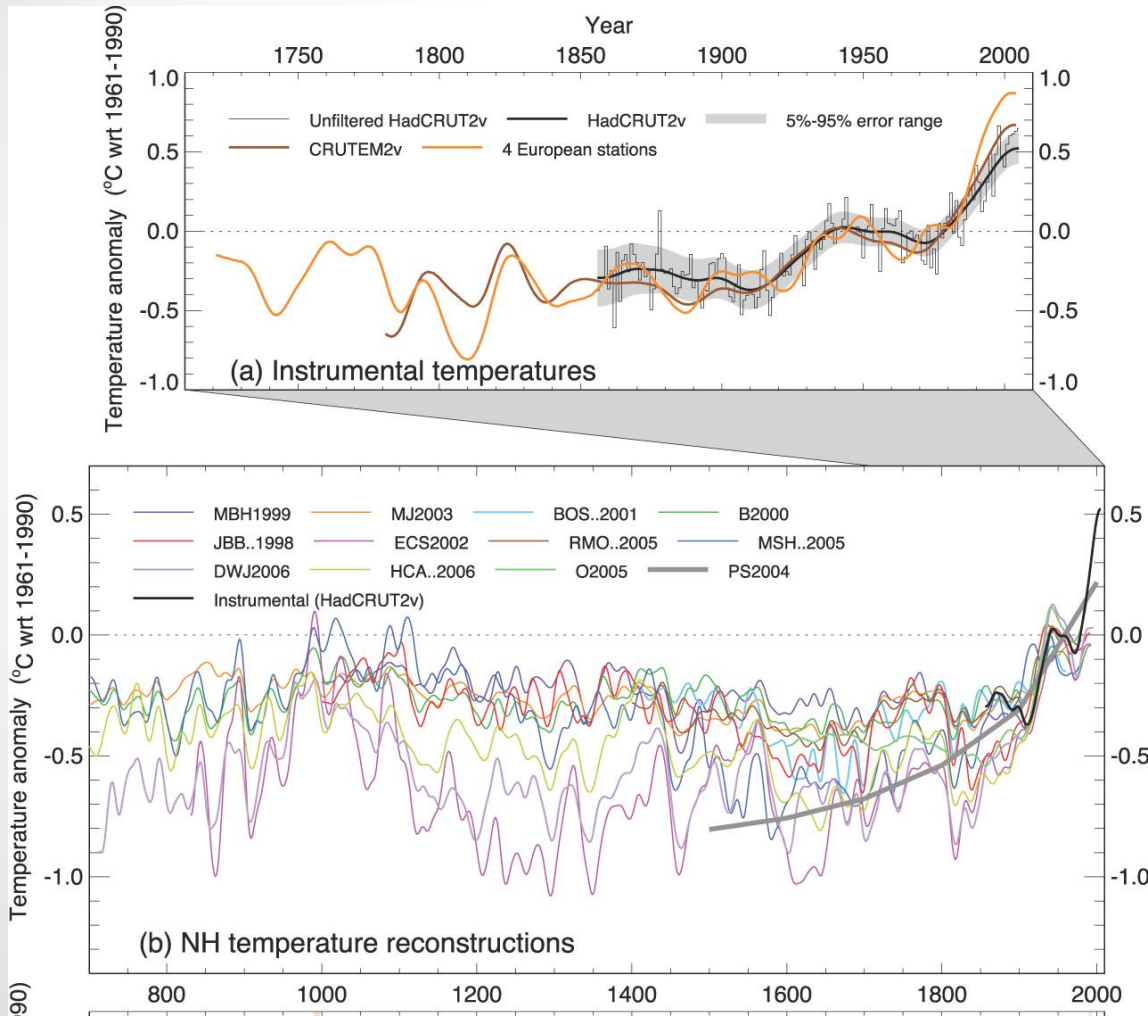 Year
1750 1800 1850 1900 1950 2000
Temperature anomaly (°C wrt 1961-1990)
1.0 1.0
0.5 0.5
0.0 0.0
-0.5 -0.5
-1.0 -1.0
Unfiltered HadCRUT2v HadCRUT2v 5%-95% error range
CRUTEM2v 4 European stations
(a) Instrumental temperatures
Temperature anomaly (°C wrt 1961-1990)
0.5 0.5
0.0 0.0
-0.5 -0.5
-1.0 -1.0
MBH1999 MJ2003 BOS..2001 B2000
JBB..1998 ECS2002 RMO..2005 MSH..2005
DWJ2006 HCA..2006 O2005 PS2004
Instrumental (HadCRUT2v)
(b) NH temperature reconstructions
800 1000 1200 1400 1600 1800 2000
90)